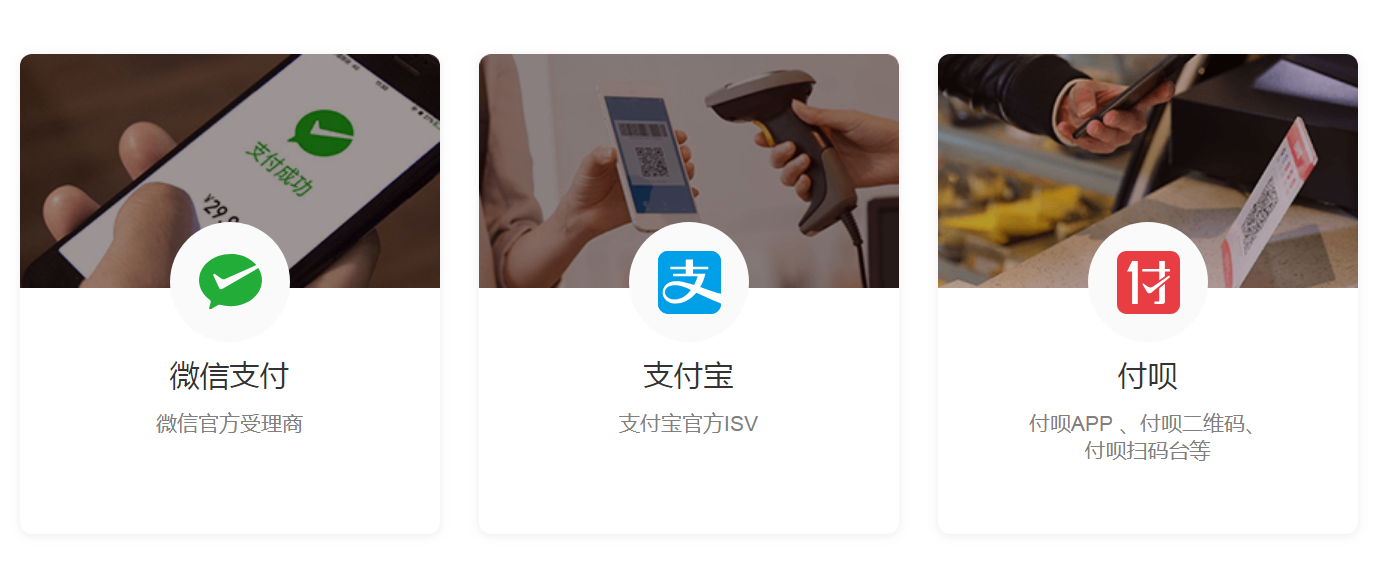 支付成功
¥29.9
支
付
微信支付
微信官方受理商
支付宝
支付宝官方ISV
付呗
付呗APP 、付呗二维码、
付呗扫码台等